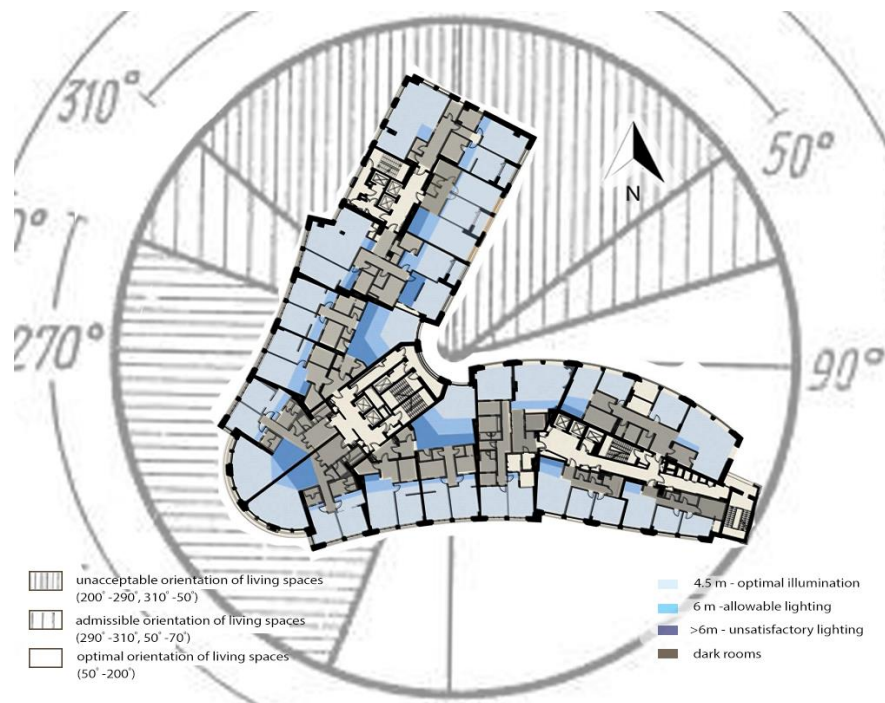 310°
50°
N
0°
270°
90°
unacceptable orientation of living spaces
(200°-290°, 310°-50°)
admissible orientation of living spaces
(290°-310°, 50°-70°)
optimal orientation of living spaces
(50°-200°)
4.5 m - optimal illumination
6 m -allowable lighting
>6m - unsatisfactory lighting
dark rooms